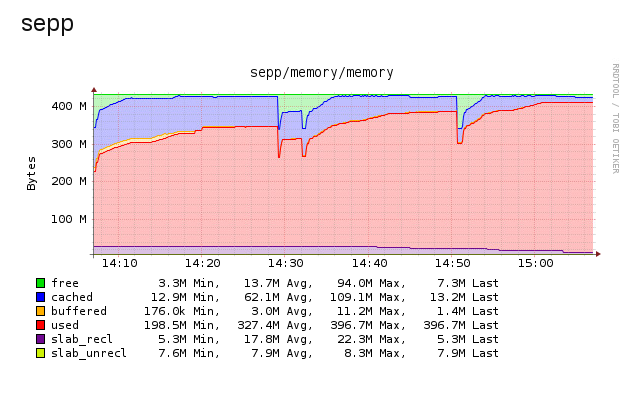 sepp
sepp/memory/memory
RRDTOOL / TOBI OETIKER
Bytes
400 M
300 M
200 M
100 M
14:10 14:20 14:30 14:40 14:50 15:00
free 3.3M Min, 13.7M Avg, 94.0M Max, 7.3M Last
cached 12.9M Min, 62.1M Avg, 109.1M Max, 13.2M Last
buffered 176.0k Min, 3.0M Avg, 11.2M Max, 1.4M Last
used 198.5M Min, 327.4M Avg, 396.7M Max, 396.7M Last
slab_recl 5.3M Min, 17.8M Avg, 22.3M Max, 5.3M Last
slab_unrecl 7.6M Min, 7.9M Avg, 8.3M Max, 7.9M Last